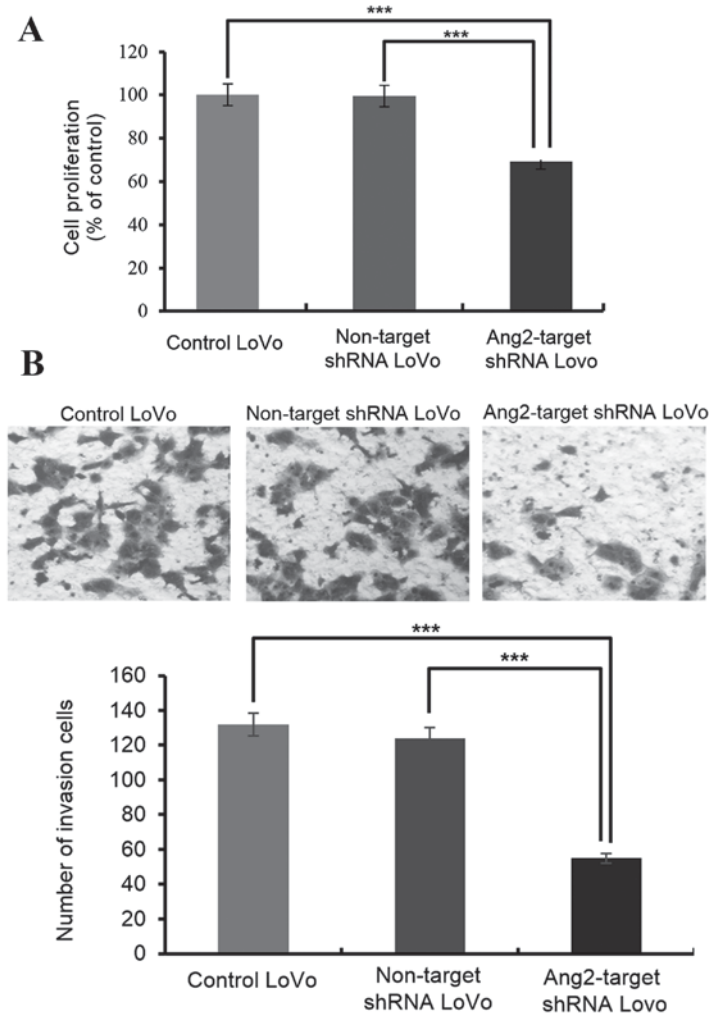 A
***
***
Cell proliferation
(% of control)
120
100
80
60
40
20
0
Control LoVo
Non-target
shRNA LoVo
Ang2-target
shRNA Lovo
B
Control LoVo
Non-target shRNA LoVo
Ang2-target shRNA LoVo
***
***
Number of invasion cells
160
140
120
100
80
60
40
20
0
Control LoVo
Non-target
shRNA LoVo
Ang2-target
shRNA Lovo